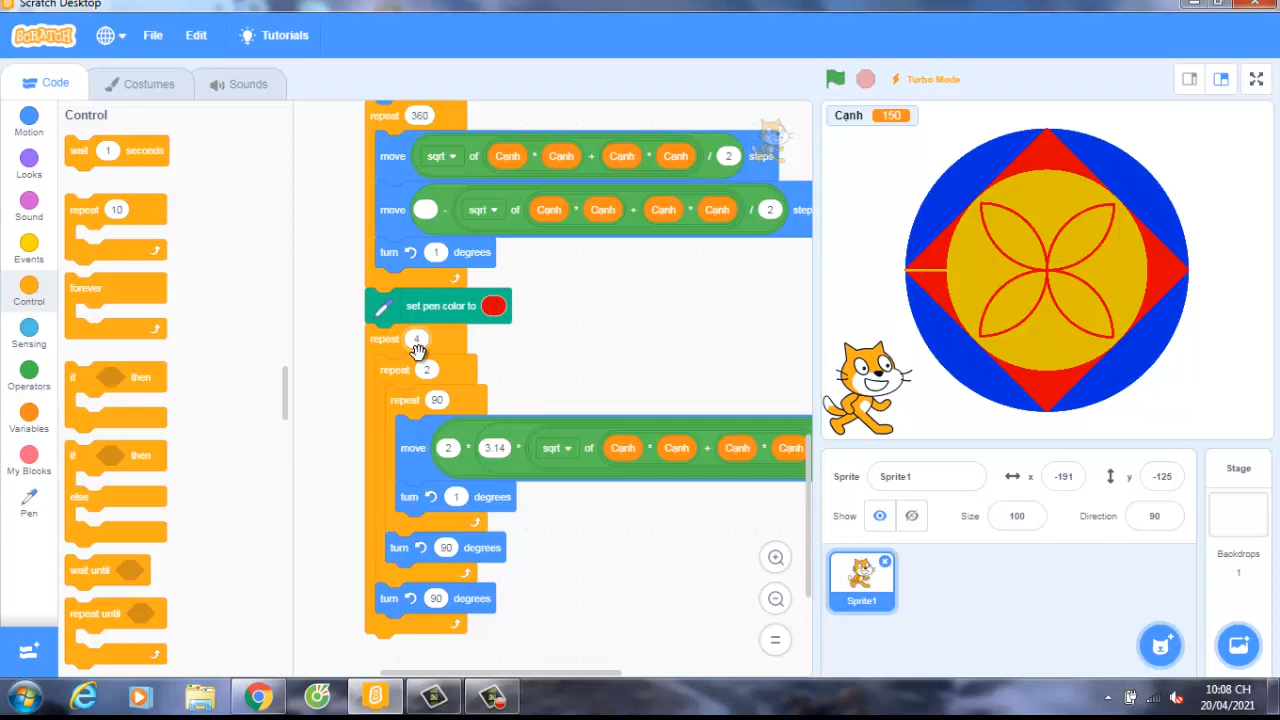 Scratch Desktop
SCRATCH File Edit Tutorials
Code Costumes Sounds
Turbo Mode
Motion
Looks
Sound
Events
Control
Sensing
Operators
Variables
My Blocks
Pen
Control
wait 1 seconds
repeat 10
forever
if then
if then
else
wait until
repeat until
repeat 360
move sqrt of Cạnh * Cạnh + Cạnh * Cạnh / 2 steps
move - sqrt of Cạnh * Cạnh + Cạnh * Cạnh / 2 step
turn 1 degrees
set pen color to
repeat 4
repeat 2
repeat 90
move 2 * 3.14 * sqrt of Cạnh * Cạnh + Cạnh * Cạnh
turn 1 degrees
turn 90 degrees
turn 90 degrees
Cạnh 150
Sprite Sprite1 x -191 y -125
Show Size 100 Direction 90
Sprite1
Stage
Backdrops
1
10:08 CH
20/04/2021